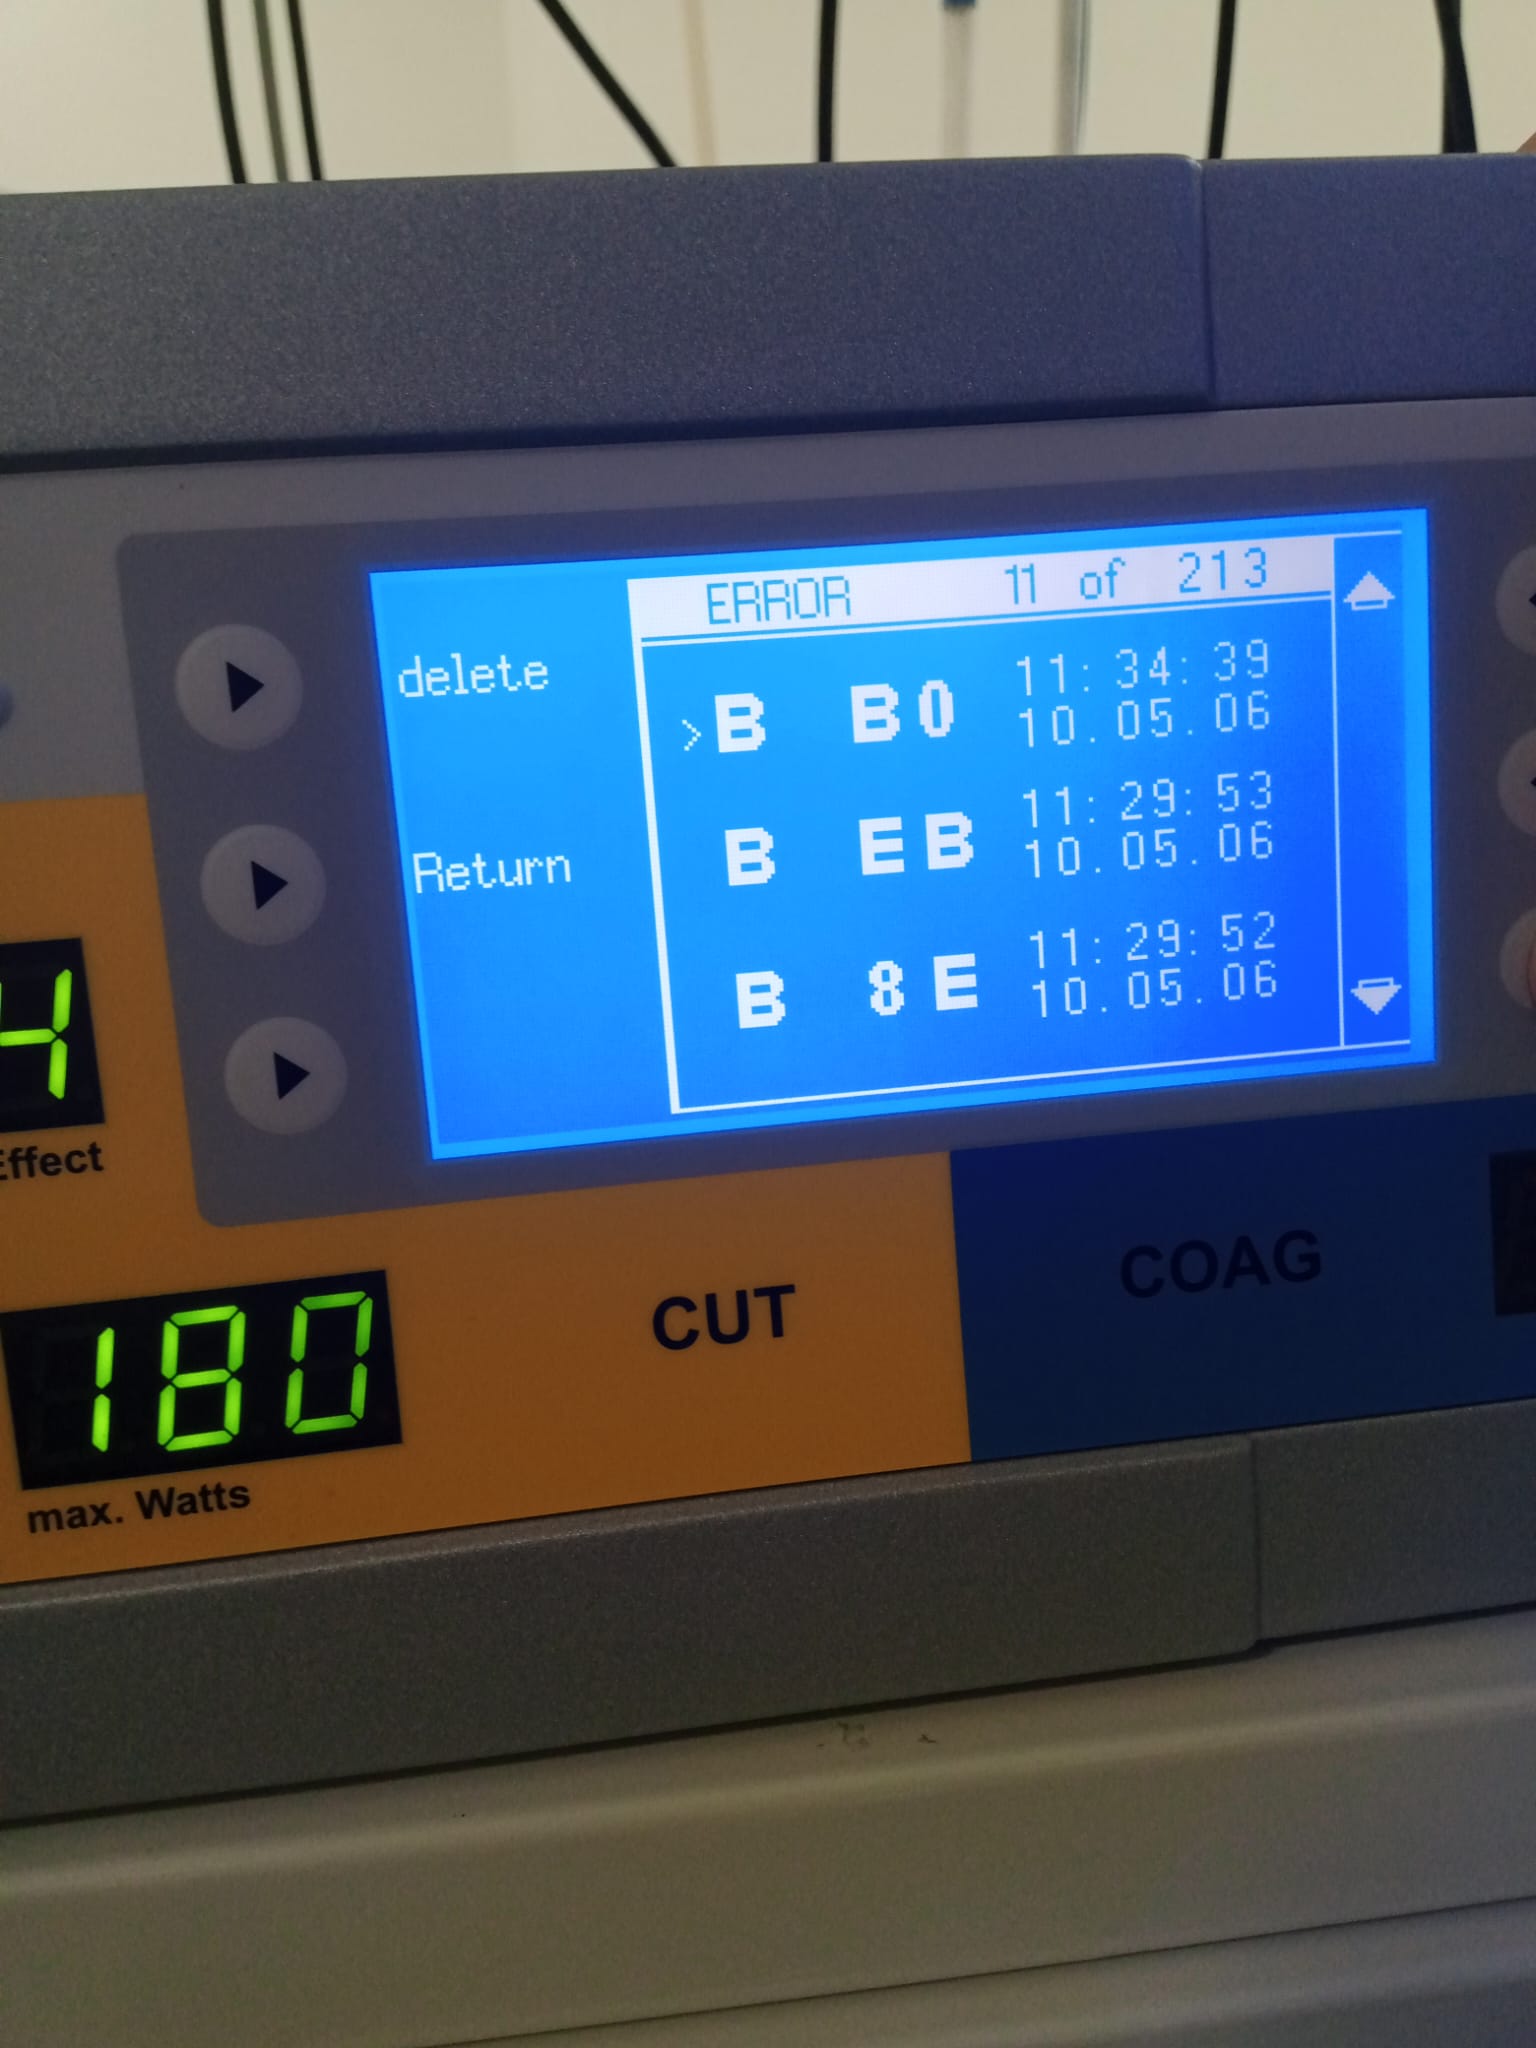 ERROR 11 of 213
delete
>B B0 11:34:39
10.05.06
Return
B EB 11:29:53
10.05.06
B 8E 11:29:52
10.05.06
4
Effect
180
max. Watts
CUT
COAG